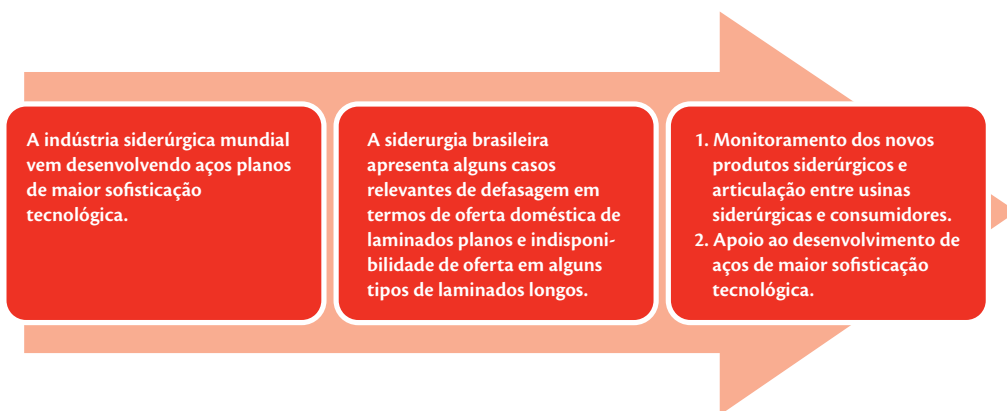 A indústria siderúrgica mundial
vem desenvolvendo aços planos
de maior sofisticação
tecnológica.
A siderurgia brasileira
apresenta alguns casos
relevantes de defasagem em
termos de oferta doméstica de
laminados planos e indisponi-
bilidade de oferta em alguns
tipos de laminados longos.
1. Monitoramento dos novos
produtos siderúrgicos e
articulação entre usinas
siderúrgicas e consumidores.
2. Apoio ao desenvolvimento de
aços de maior sofisticação
tecnológica.